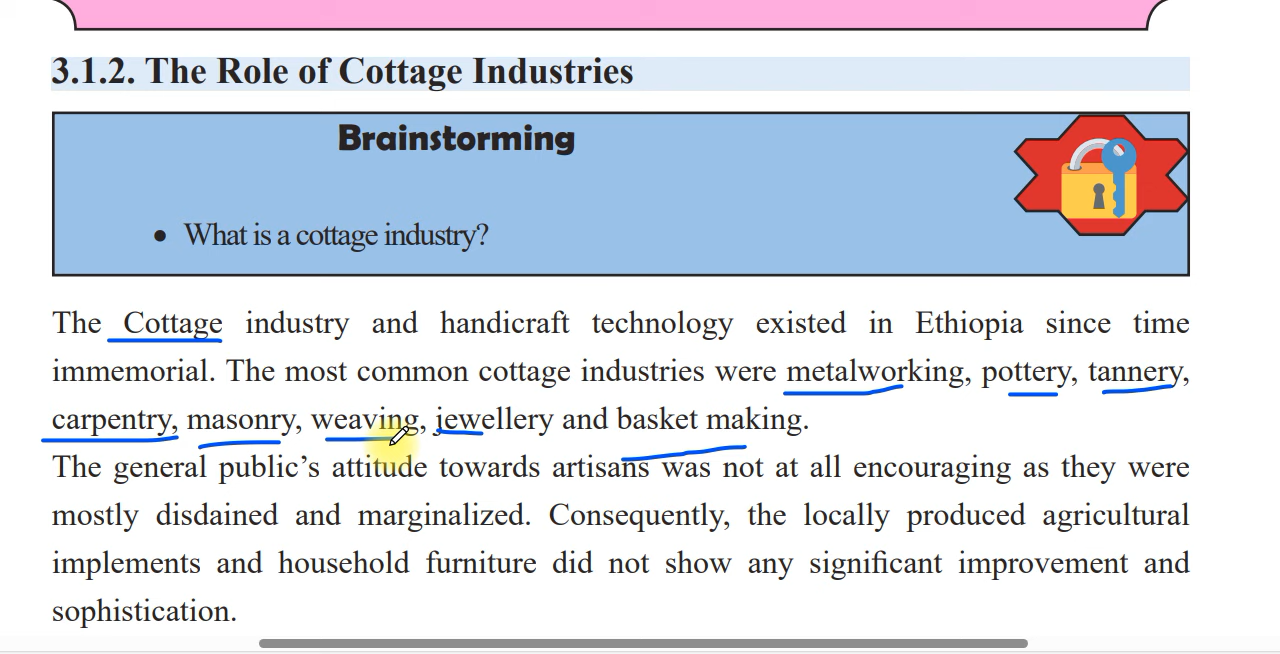 3.1.2. The Role of Cottage Industries
Brainstorming
• What is a cottage industry?
The Cottage industry and handicraft technology existed in Ethiopia since time
immemorial. The most common cottage industries were metalworking, pottery, tannery,
carpentry, masonry, weaving, jewellery and basket making.
The general public’s attitude towards artisans was not at all encouraging as they were
mostly disdained and marginalized. Consequently, the locally produced agricultural
implements and household furniture did not show any significant improvement and
sophistication.